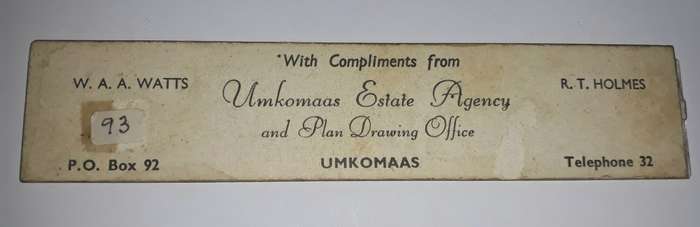 With Compliments from
W. A. A. WATTS
R. T. HOLMES
Umkomaas Estate Agency
and Plan Drawing Office
93
P.O. Box 92
UMKOMAAS
Telephone 32